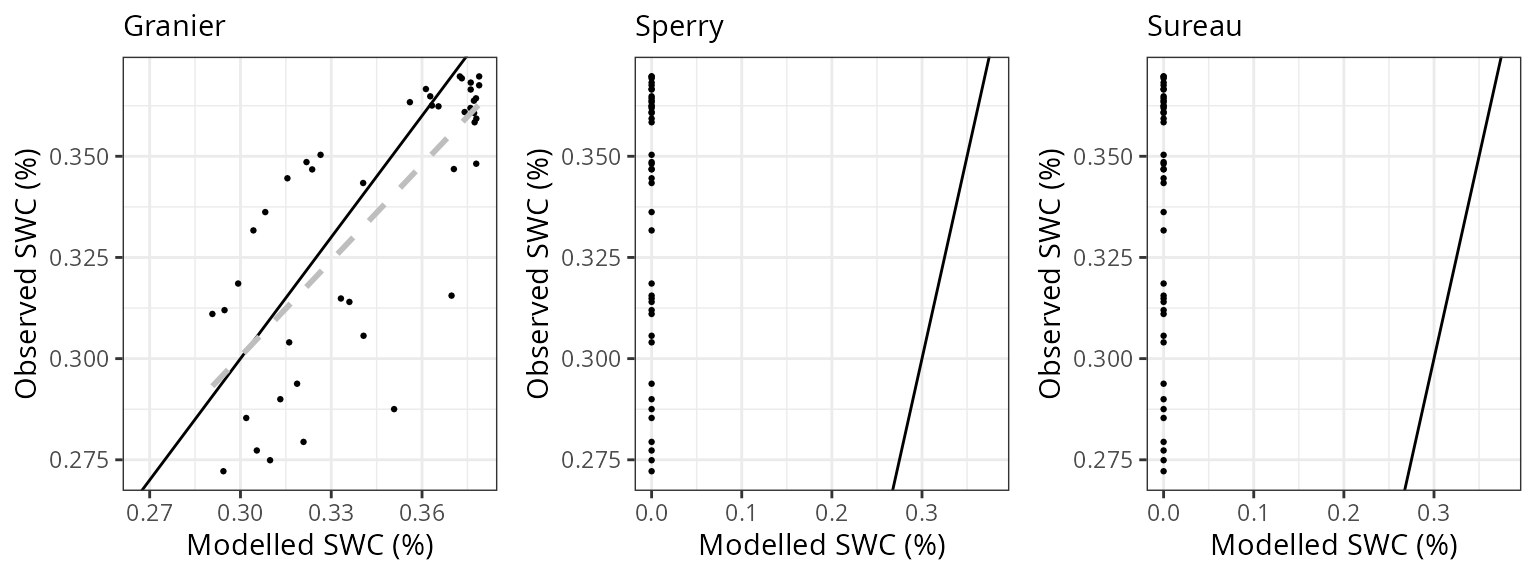 Granier
Sperry
Sureau
Observed SWC (%)
0.350
0.325
0.300
0.275
0.27 0.30 0.33 0.36
Modelled SWC (%)
Observed SWC (%)
0.350
0.325
0.300
0.275
0.0 0.1 0.2 0.3
Modelled SWC (%)
Observed SWC (%)
0.350
0.325
0.300
0.275
0.0 0.1 0.2 0.3
Modelled SWC (%)